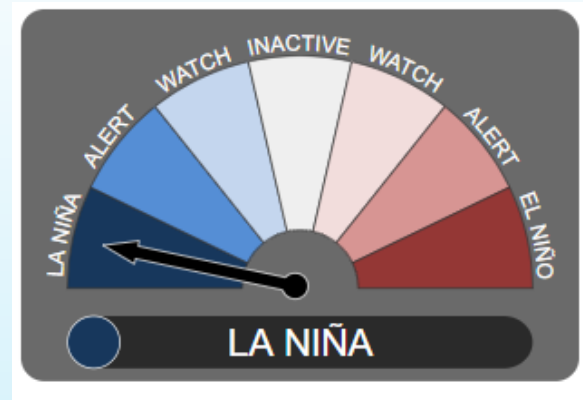 LA NIÑA
ALERT
WATCH
INACTIVE
WATCH
ALERT
EL NIÑO
LA NIÑA